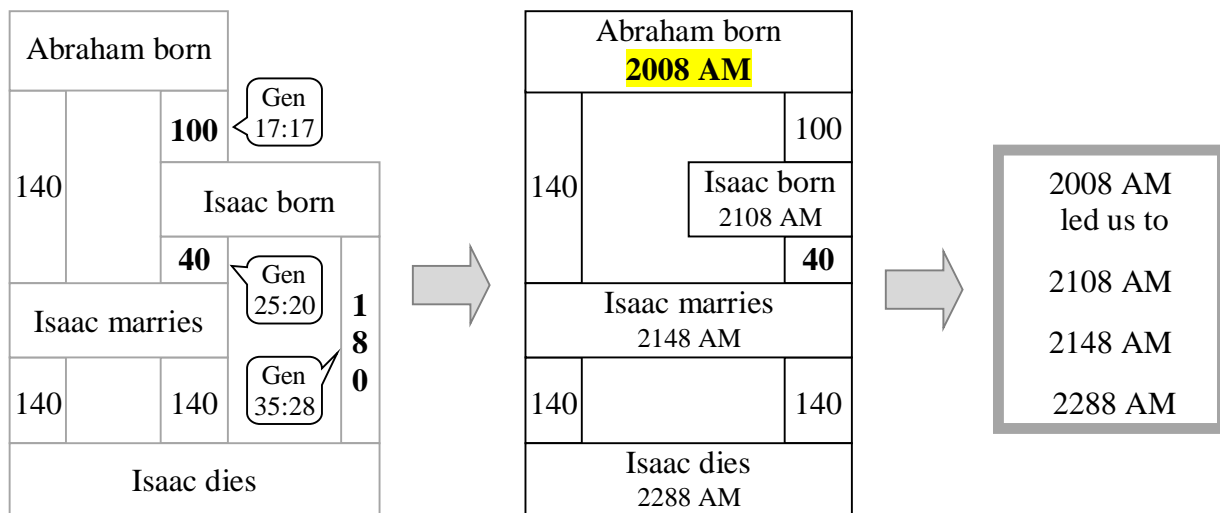 Abraham born
100
Gen
17:17
140
Isaac born
40
Gen
25:20
Isaac marries
1
8
0
Gen
35:28
140
140
Isaac dies
Abraham born
2008 AM
100
140
Isaac born
2108 AM
40
Isaac marries
2148 AM
140
140
Isaac dies
2288 AM
2008 AM
led us to
2108 AM
2148 AM
2288 AM